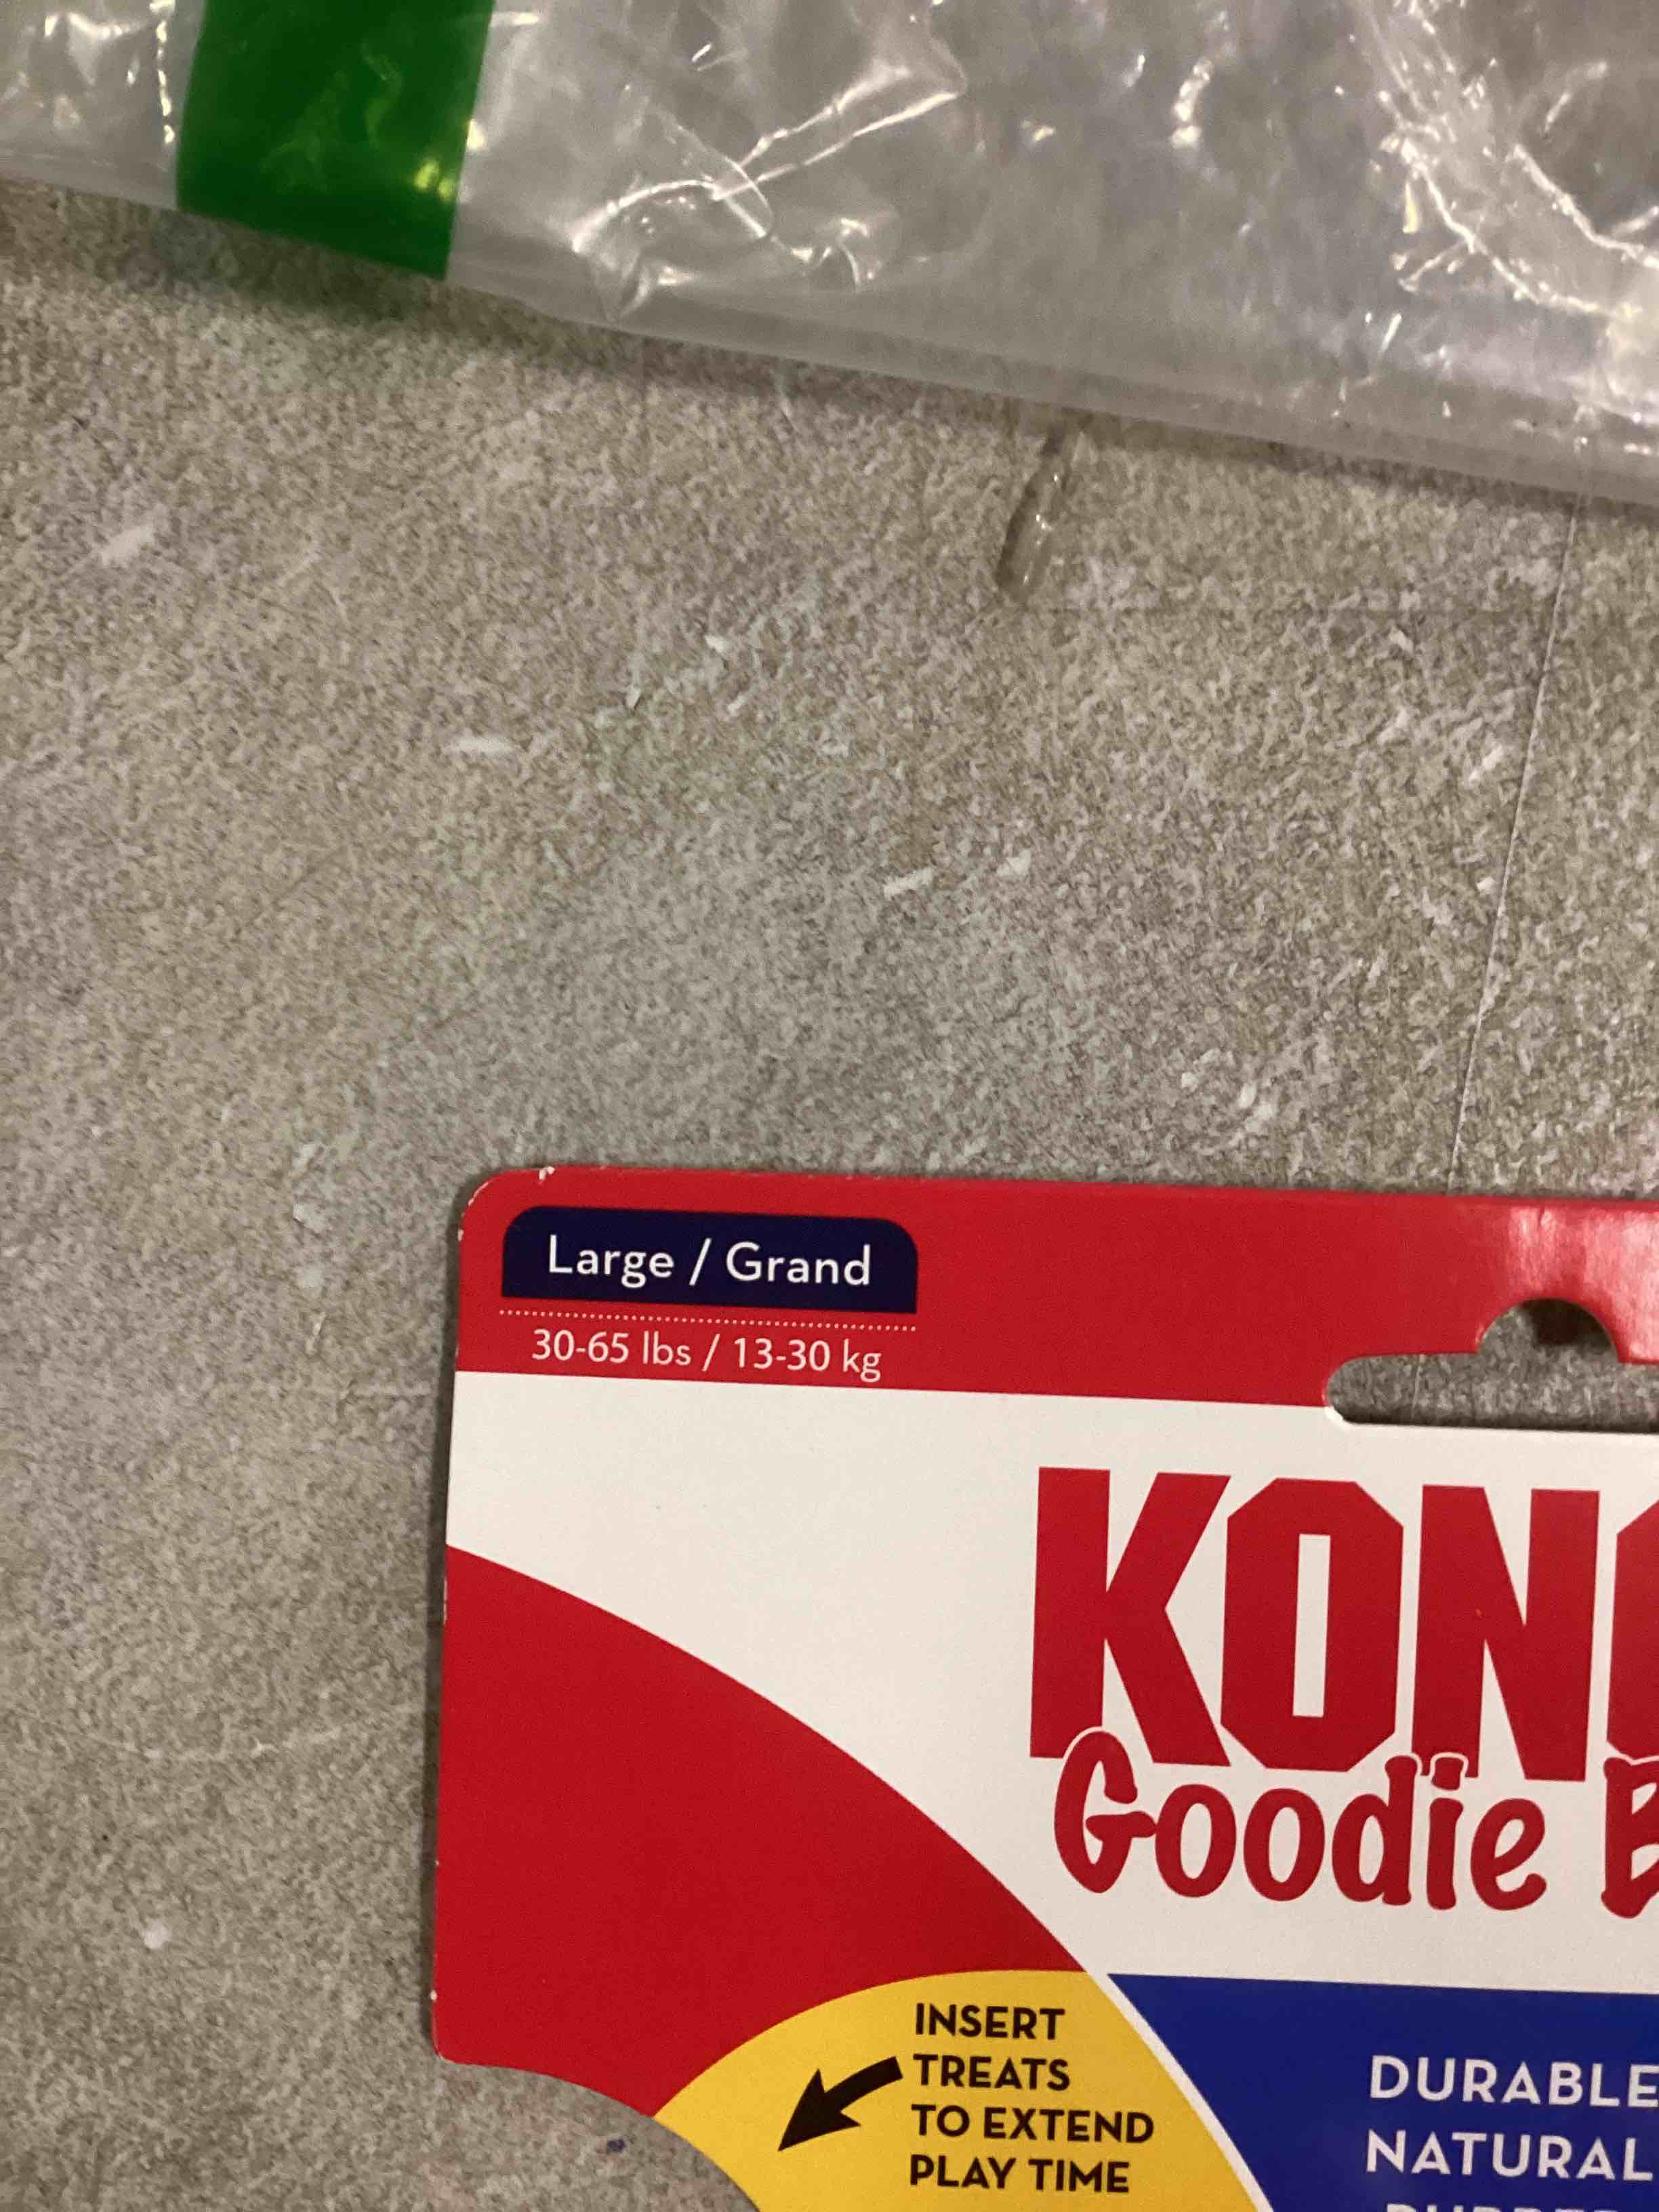 Large / Grand
30-65 lbs / 13-30 kg
KON
Goodie B
INSERT
TREATS
TO EXTEND
PLAY TIME
DURABLE
NATURAL